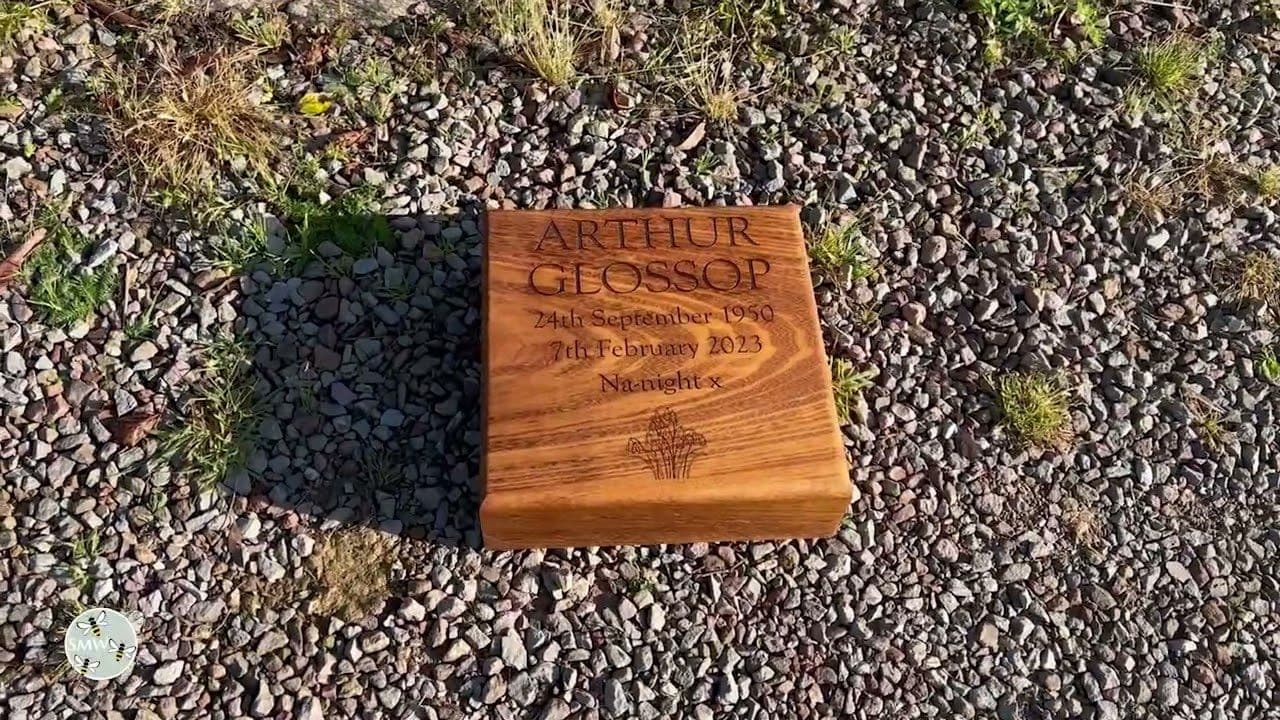 ARTHUR
GLOSSOP
24th September 1950
7th February 2023
Na-night x
SMW